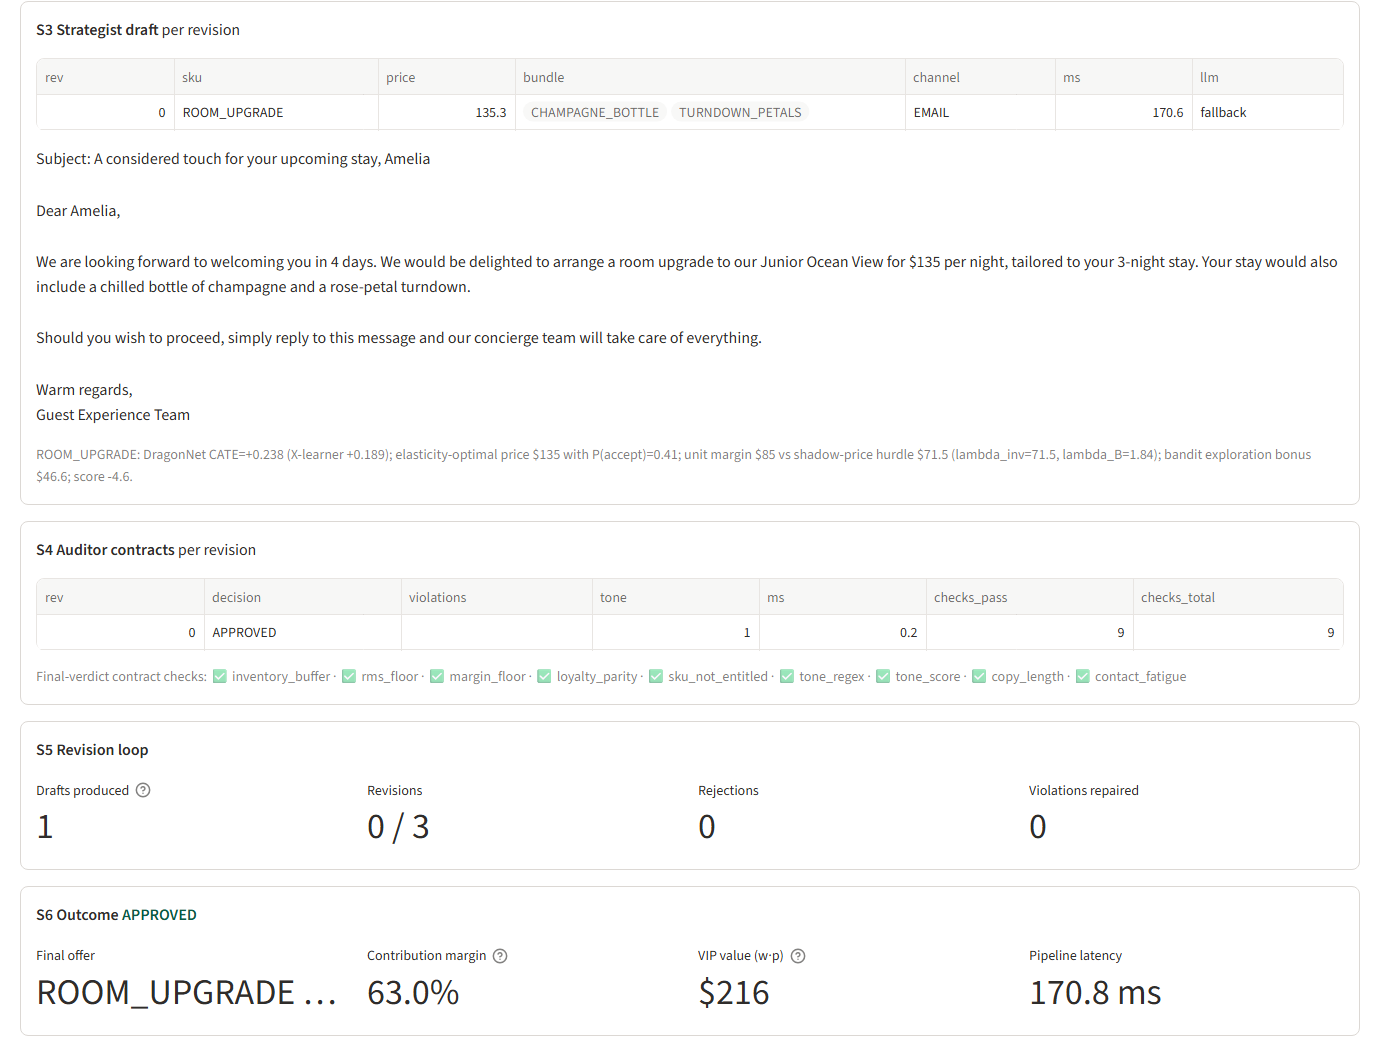 S3 Strategist draft per revision
rev sku price bundle channel ms llm
0 ROOM_UPGRADE 135.3 CHAMPAGNE_BOTTLE TURNDOWN_PETALS EMAIL 170.6 fallback
Subject: A considered touch for your upcoming stay, Amelia
Dear Amelia,
We are looking forward to welcoming you in 4 days. We would be delighted to arrange a room upgrade to our Junior Ocean View for $135 per night, tailored to your 3-night stay. Your stay would also
include a chilled bottle of champagne and a rose-petal turndown.
Should you wish to proceed, simply reply to this message and our concierge team will take care of everything.
Warm regards,
Guest Experience Team
ROOM_UPGRADE: DragonNet CATE=+0.238 (X-learner +0.189); elasticity-optimal price $135 with P(accept)=0.41; unit margin $85 vs shadow-price hurdle $71.5 (lambda_inv=71.5, lambda_B=1.84); bandit exploration bonus
$46.6; score -4.6.
S4 Auditor contracts per revision
rev decision violations tone ms checks_pass checks_total
0 APPROVED 1 0.2 9 9
Final-verdict contract checks: ✅ inventory_buffer · ✅ rms_floor · ✅ margin_floor · ✅ loyalty_parity · ✅ sku_not_entitled · ✅ tone_regex · ✅ tone_score · ✅ copy_length · ✅ contact_fatigue
S5 Revision loop
Drafts produced Revisions Rejections Violations repaired
1 0 / 3 0 0
S6 Outcome APPROVED
Final offer Contribution margin VIP value (w·p) Pipeline latency
ROOM_UPGRADE … 63.0% $216 170.8 ms